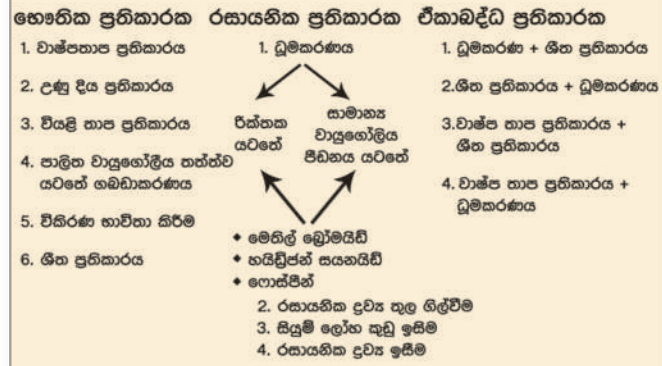 භෞතික ප්‍රතිකාරක
1. වාෂ්පතාප ප්‍රතිකාරය
2. උණු දිය ප්‍රතිකාරය
3. වියළි තාප ප්‍රතිකාරය
4. පාලිත වායුගෝලීය තත්ත්ව
යටතේ ගබඩාකරණය
5. විකිරණ භාවිතා කිරීම
6. ශීත ප්‍රතිකාරය
රසායනික ප්‍රතිකාරක
1. ධූමකරණය
රික්තක
යටතේ
සාමාන්‍ය
වායුගෝලිය
පීඩනය යටතේ
◆ මෙතිල් බ්‍රෝමයිඩ්
◆ හයිඩ්‍රජන් සයනයිඩ්
◆ ෆොස්පීන්
2. රසායනික ද්‍රව්‍ය තුල ගිල්වීම
3. සියුම් ලෝහ කුඩු ඉසිම
4. රසායනික ද්‍රව්‍ය ඉසීම
ඒකාබද්ධ ප්‍රතිකාරක
1. ධූමකරණ + ශීත ප්‍රතිකාරය
2.ශීත ප්‍රතිකාරය + ධූමකරණය
3.වාෂ්ප තාප ප්‍රතිකාරය +
ශීත ප්‍රතිකාරය
4. වාෂ්ප තාප ප්‍රතිකාරය +
ධූමකරණය